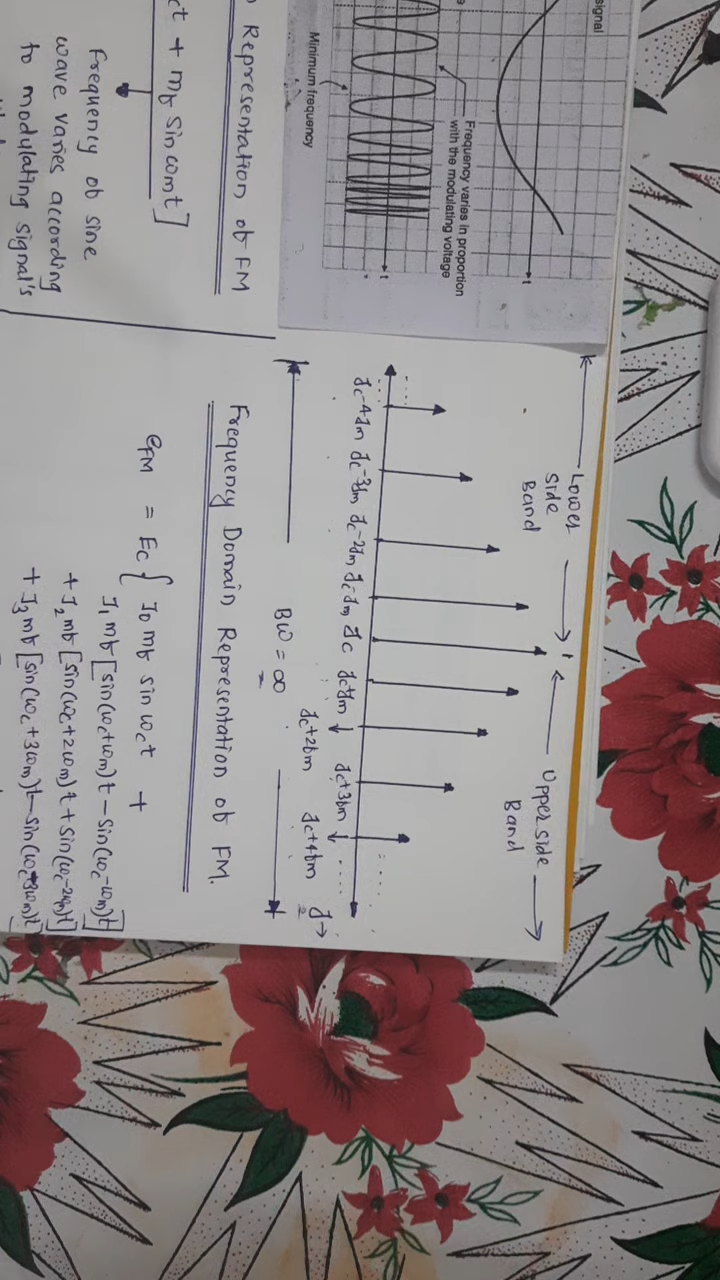 signal
t
Frequency varies in proportion
with the modulating voltage
t
Minimum frequency
Representation of FM
ct + mf sin ωmt]
Frequency of sine
wave varies according
to modulating signal's
Lower
Side
Band
Upper side
Band
fc-4fm fc-3fm fc-2fm fc-fm fc fc+fm ↓ fc+3fm ↓
fc+2fm fc+4fm f→
BW = ∞
Frequency Domain Representation of FM.
eFM = Ec { J0 mf sin ωct +
J1 mf [sin(ωc+ωm)t - sin(ωc-ωm)t]
+ J2 mf [sin(ωc+2ωm)t + sin(ωc-2ωm)t]
+ J3 mf [sin(ωc+3ωm)t - sin(ωc-3ωm)t]